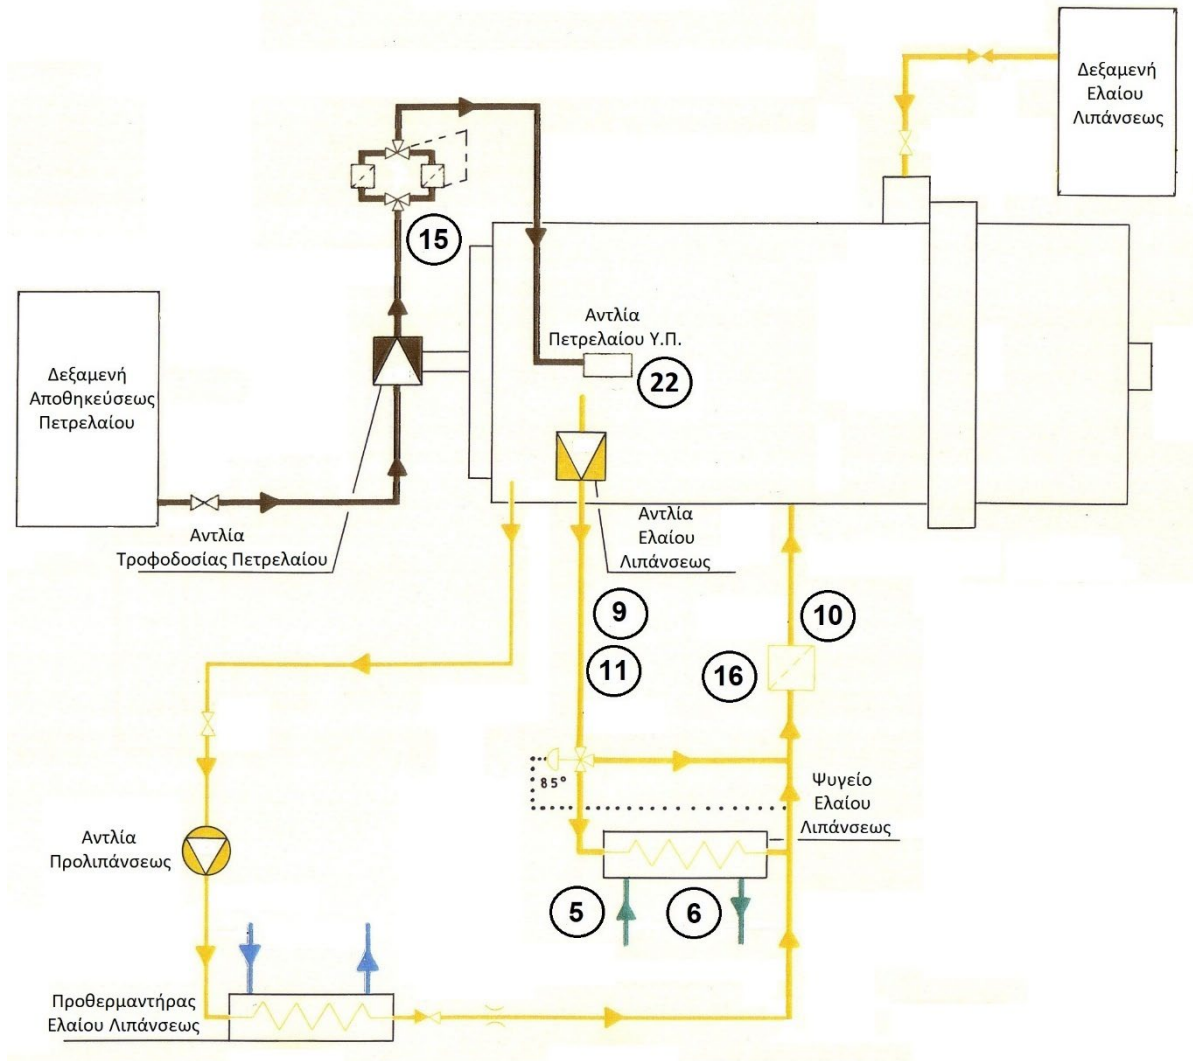 Δεξαμενή
Ελαίου
Λιπάνσεως
15
Αντλία
Πετρελαίου Υ.Π.
22
Δεξαμενή
Αποθηκεύσεως
Πετρελαίου
Αντλία
Τροφοδοσίας Πετρελαίου
Αντλία
Ελαίου
Λιπάνσεως
9
10
11
16
85°
Ψυγείο
Ελαίου
Λιπάνσεως
Αντλία
Προλιπάνσεως
5
6
Προθερμαντήρας
Ελαίου Λιπάνσεως